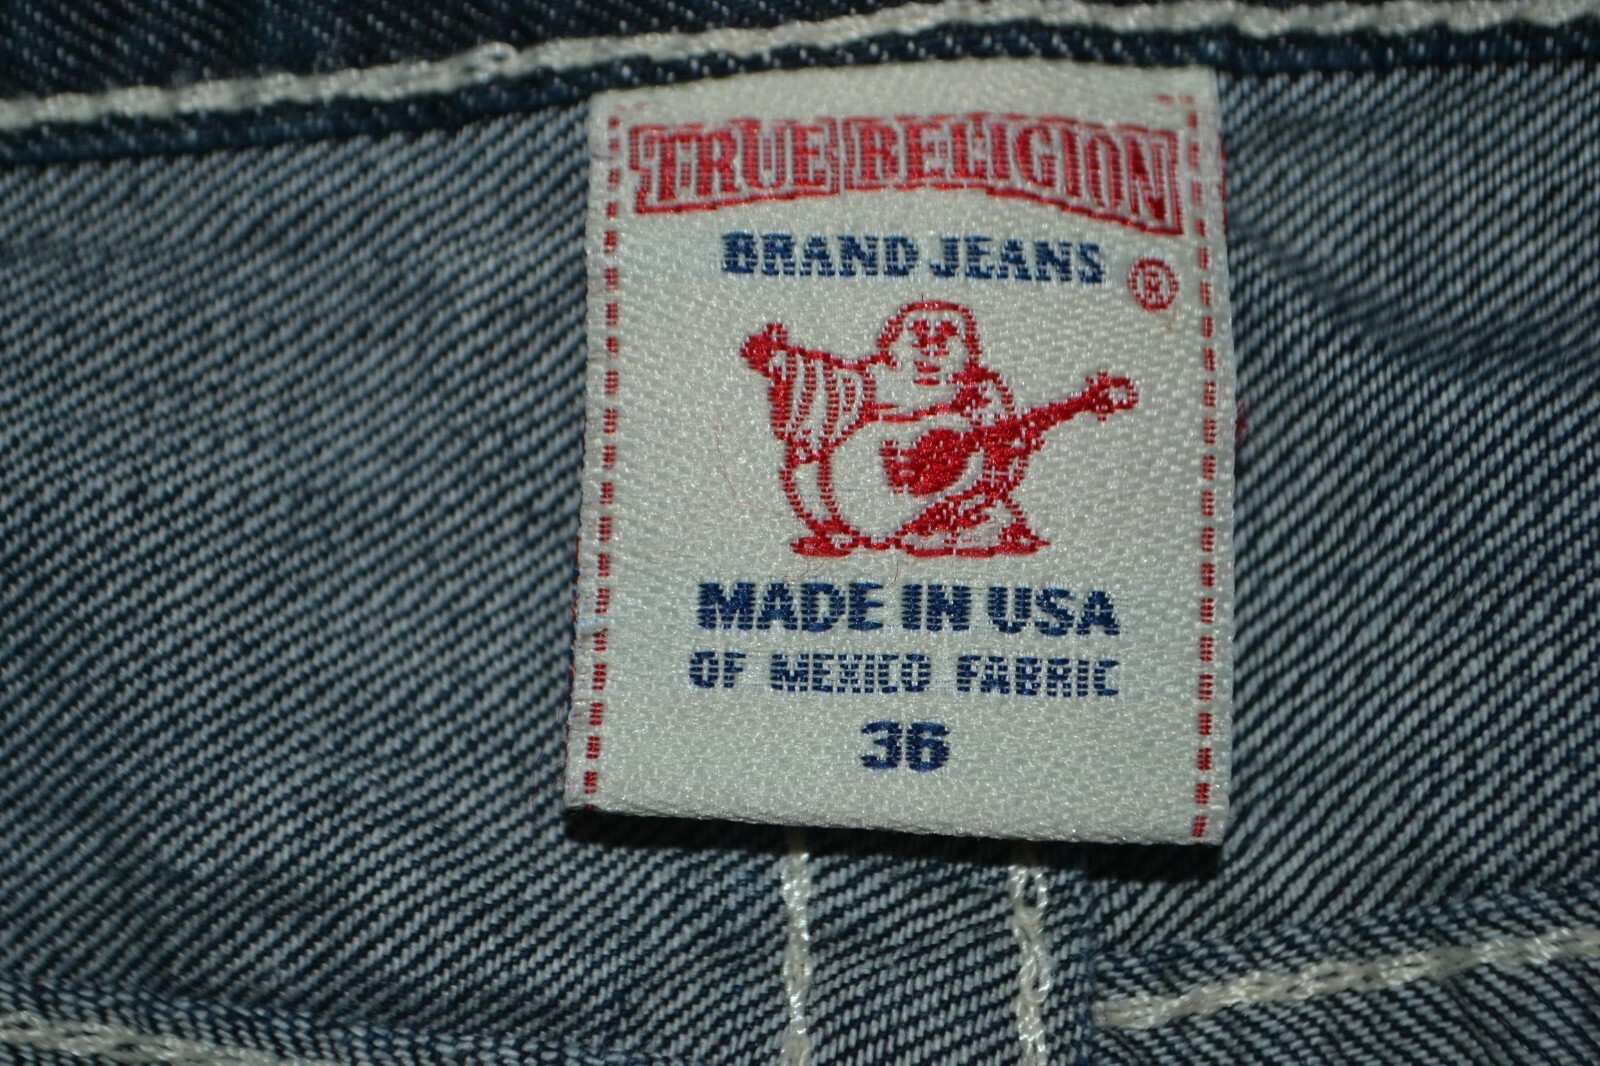 TRUE RELIGION
BRAND JEANS ®
MADE IN USA
OF MEXICO FABRIC
36